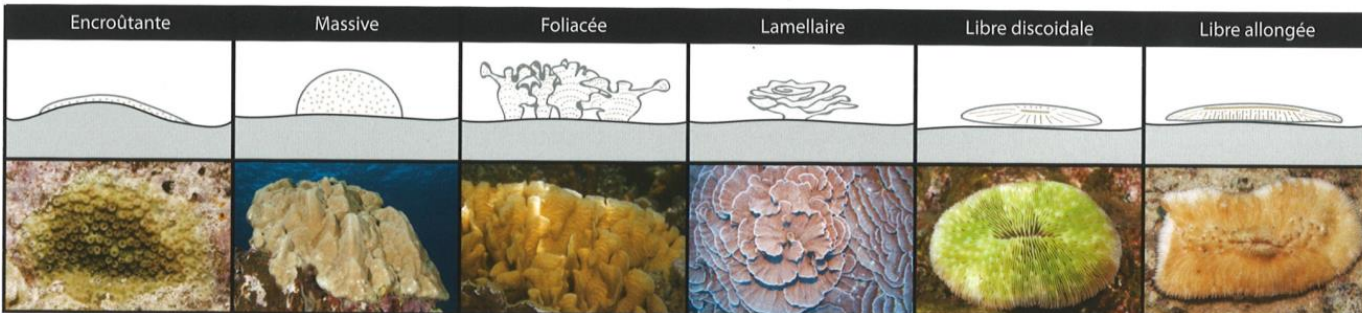 Encroûtante
Massive
Foliacée
Lamellaire
Libre discoidale
Libre allongée